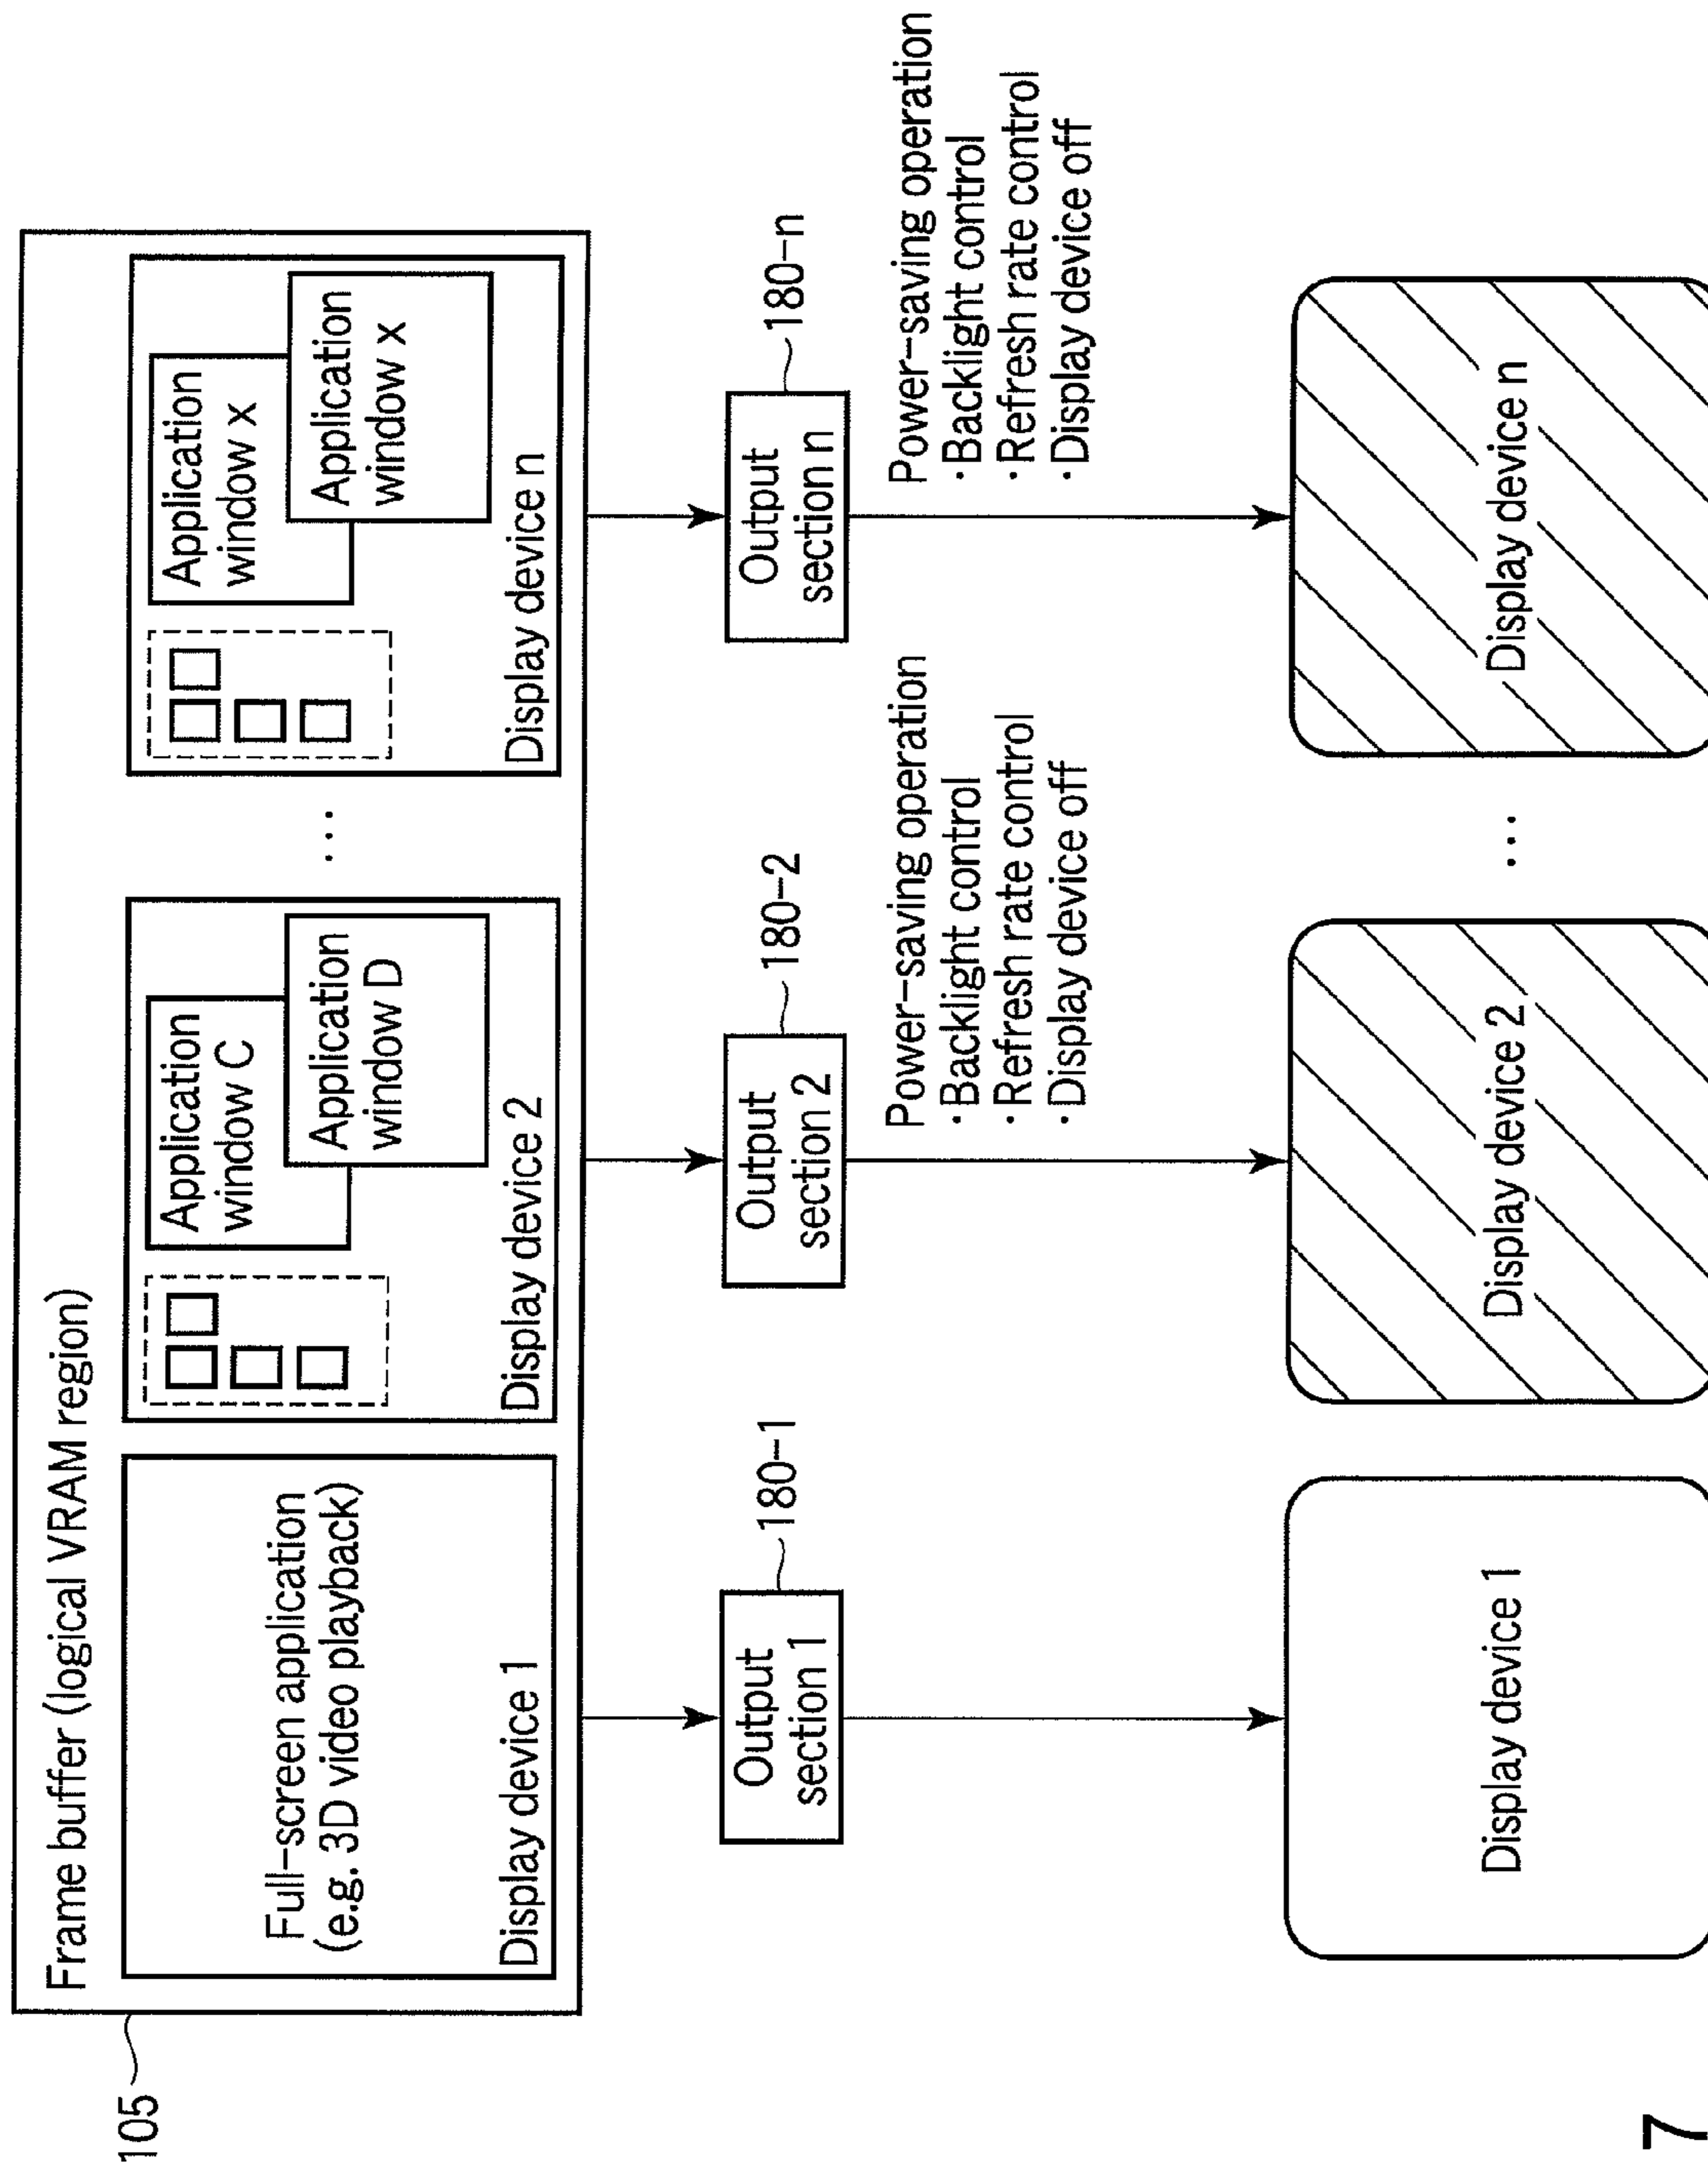 105
Frame buffer (logical VRAM region)
Full-screen application
(e.g. 3D video playback)
Display device 1
Application
window C
Application
window D
Display device 2
...
Application
window x
Application
window x
Display device n
Output
section 1
180-1
Output
section 2
180-2
Output
section n
180-n
Power-saving operation
·Backlight control
·Refresh rate control
·Display device off
Power-saving operation
·Backlight control
·Refresh rate control
·Display device off
Display device 1
Display device 2
...
Display device n
7